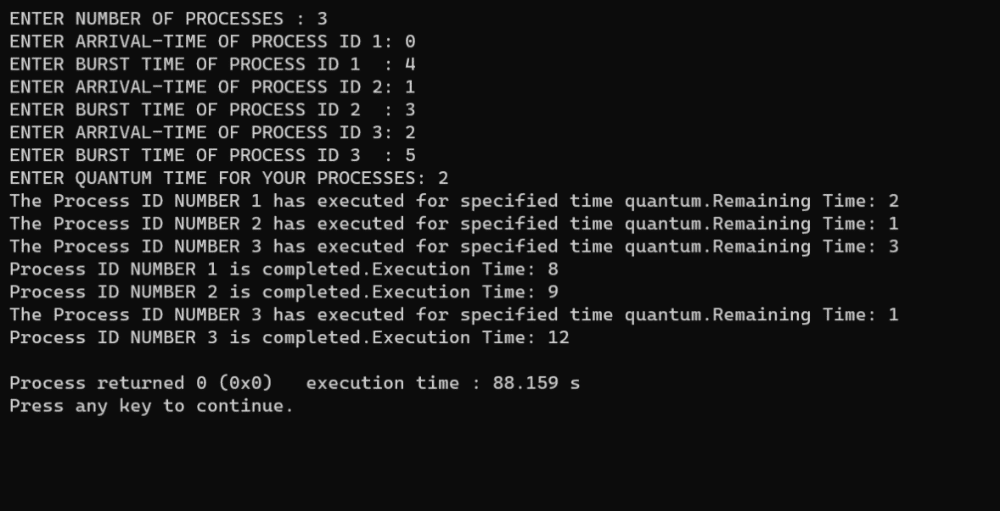 ENTER NUMBER OF PROCESSES : 3
ENTER ARRIVAL-TIME OF PROCESS ID 1: 0
ENTER BURST TIME OF PROCESS ID 1  : 4
ENTER ARRIVAL-TIME OF PROCESS ID 2: 1
ENTER BURST TIME OF PROCESS ID 2  : 3
ENTER ARRIVAL-TIME OF PROCESS ID 3: 2
ENTER BURST TIME OF PROCESS ID 3  : 5
ENTER QUANTUM TIME FOR YOUR PROCESSES: 2
The Process ID NUMBER 1 has executed for specified time quantum.Remaining Time: 2
The Process ID NUMBER 2 has executed for specified time quantum.Remaining Time: 1
The Process ID NUMBER 3 has executed for specified time quantum.Remaining Time: 3
Process ID NUMBER 1 is completed.Execution Time: 8
Process ID NUMBER 2 is completed.Execution Time: 9
The Process ID NUMBER 3 has executed for specified time quantum.Remaining Time: 1
Process ID NUMBER 3 is completed.Execution Time: 12

Process returned 0 (0x0)   execution time : 88.159 s
Press any key to continue.